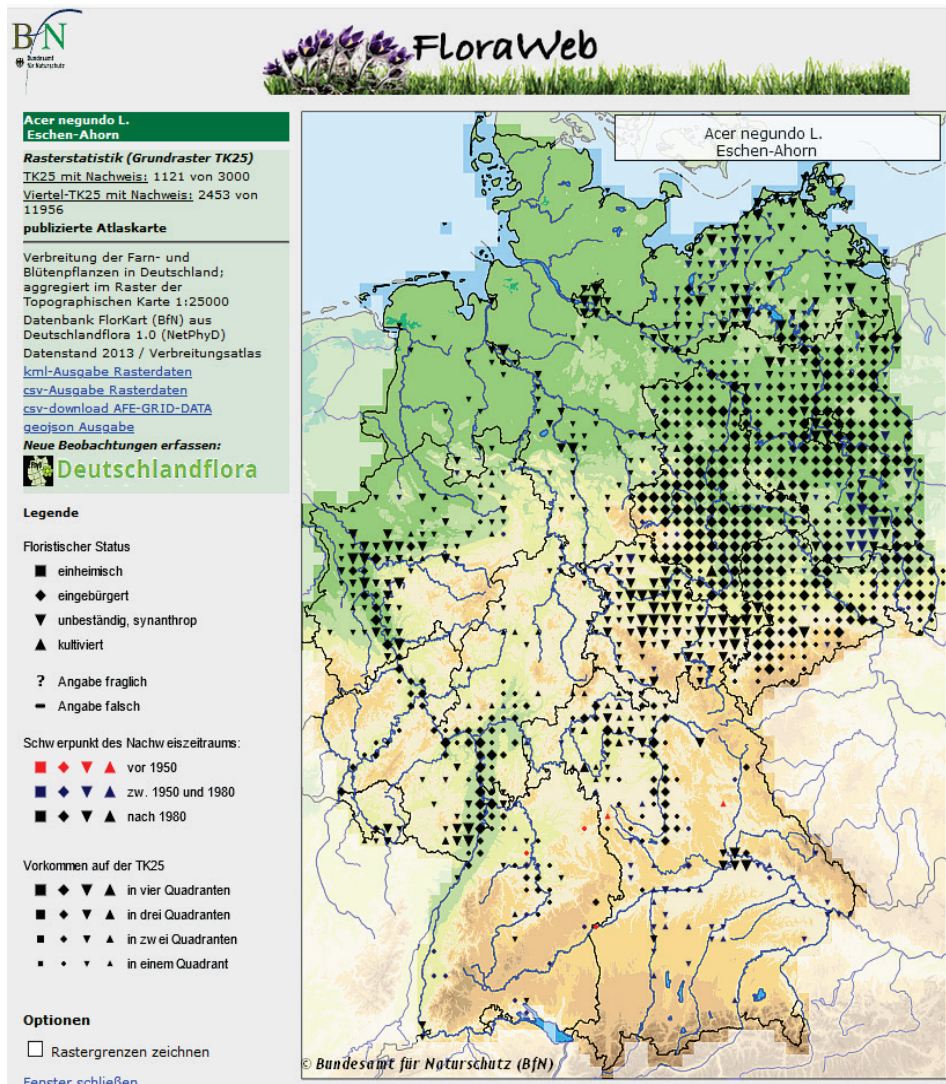 BfN
Bundesamt
für Naturschutz
FloraWeb
Acer negundo L.
Eschen-Ahorn
Rasterstatistik (Grundraster TK25)
TK25 mit Nachweis: 1121 von 3000
Viertel-TK25 mit Nachweis: 2453 von
11956
publizierte Atlaskarte
Verbreitung der Farn- und
Blütenpflanzen in Deutschland;
aggregiert im Raster der
Topographischen Karte 1:25000
Datenbank FlorKart (BfN) aus
Deutschlandflora 1.0 (NetPhyD)
Datenstand 2013 / Verbreitungsatlas
kml-Ausgabe Rasterdaten
csv-Ausgabe Rasterdaten
csv-download AFE-GRID-DATA
geojson Ausgabe
Neue Beobachtungen erfassen:
Deutschlandflora
Legende
Floristischer Status
einheimisch
eingebürgert
unbeständig, synanthrop
kultiviert
? Angabe fraglich
Angabe falsch
Schwerpunkt des Nachweiszeitraums:
vor 1950
zw. 1950 und 1980
nach 1980
Vorkommen auf der TK25
in vier Quadranten
in drei Quadranten
in zwei Quadranten
in einem Quadrant
Optionen
Rastergrenzen zeichnen
Fenster schließen
Acer negundo L.
Eschen-Ahorn
© Bundesamt für Naturschutz (BfN)